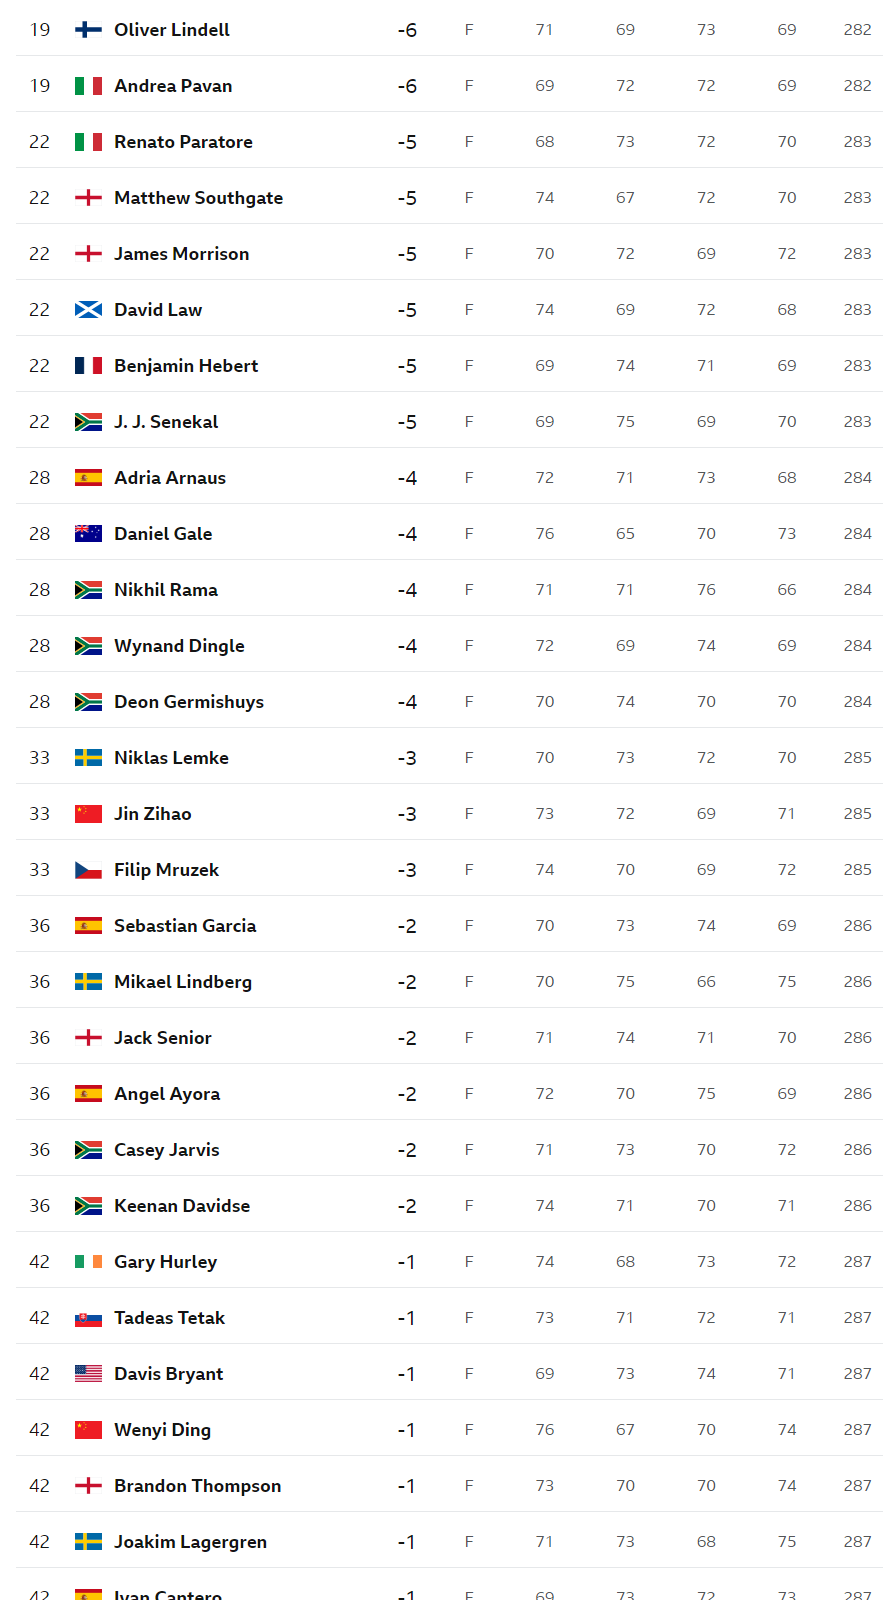 19 Oliver Lindell -6 F 71 69 73 69 282
19 Andrea Pavan -6 F 69 72 72 69 282
22 Renato Paratore -5 F 68 73 72 70 283
22 Matthew Southgate -5 F 74 67 72 70 283
22 James Morrison -5 F 70 72 69 72 283
22 David Law -5 F 74 69 72 68 283
22 Benjamin Hebert -5 F 69 74 71 69 283
22 J. J. Senekal -5 F 69 75 69 70 283
28 Adria Arnaus -4 F 72 71 73 68 284
28 Daniel Gale -4 F 76 65 70 73 284
28 Nikhil Rama -4 F 71 71 76 66 284
28 Wynand Dingle -4 F 72 69 74 69 284
28 Deon Germishuys -4 F 70 74 70 70 284
33 Niklas Lemke -3 F 70 73 72 70 285
33 Jin Zihao -3 F 73 72 69 71 285
33 Filip Mruzek -3 F 74 70 69 72 285
36 Sebastian Garcia -2 F 70 73 74 69 286
36 Mikael Lindberg -2 F 70 75 66 75 286
36 Jack Senior -2 F 71 74 71 70 286
36 Angel Ayora -2 F 72 70 75 69 286
36 Casey Jarvis -2 F 71 73 70 72 286
36 Keenan Davidse -2 F 74 71 70 71 286
42 Gary Hurley -1 F 74 68 73 72 287
42 Tadeas Tetak -1 F 73 71 72 71 287
42 Davis Bryant -1 F 69 73 74 71 287
42 Wenyi Ding -1 F 76 67 70 74 287
42 Brandon Thompson -1 F 73 70 70 74 287
42 Joakim Lagergren -1 F 71 73 68 75 287
42 Ivan Cantero -1 F 69 73 72 73 287